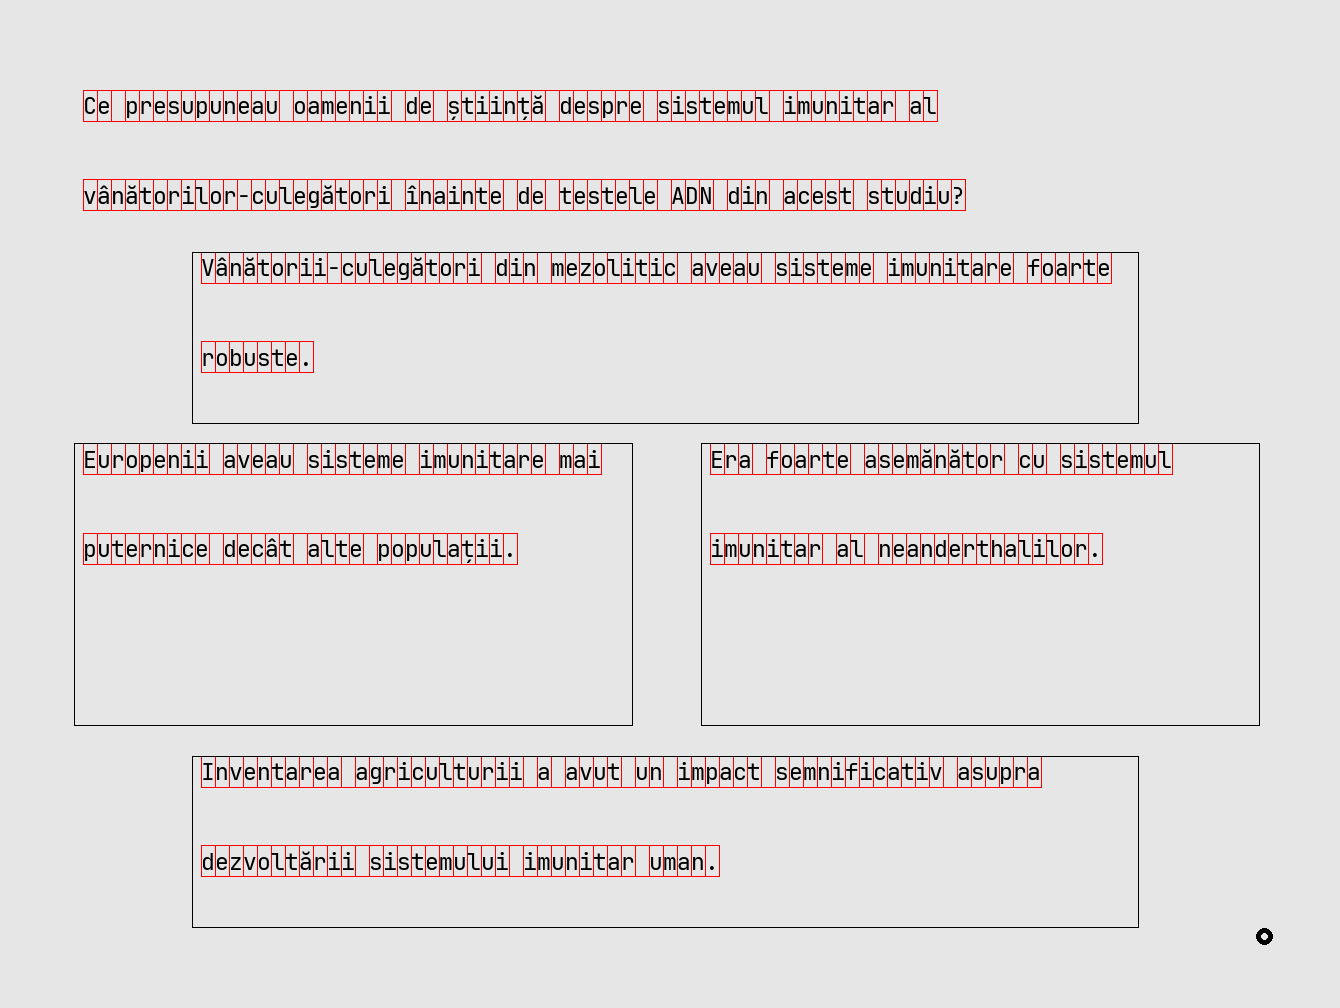 Ce presupuneau oamenii de știință despre sistemul imunitar al
vânătorilor-culegători înainte de testele ADN din acest studiu?
Vânătorii-culegători din mezolitic aveau sisteme imunitare foarte
robuste.
Europenii aveau sisteme imunitare mai
puternice decât alte populații.
Era foarte asemănător cu sistemul
imunitar al neanderthalilor.
Inventarea agriculturii a avut un impact semnificativ asupra
dezvoltării sistemului imunitar uman.